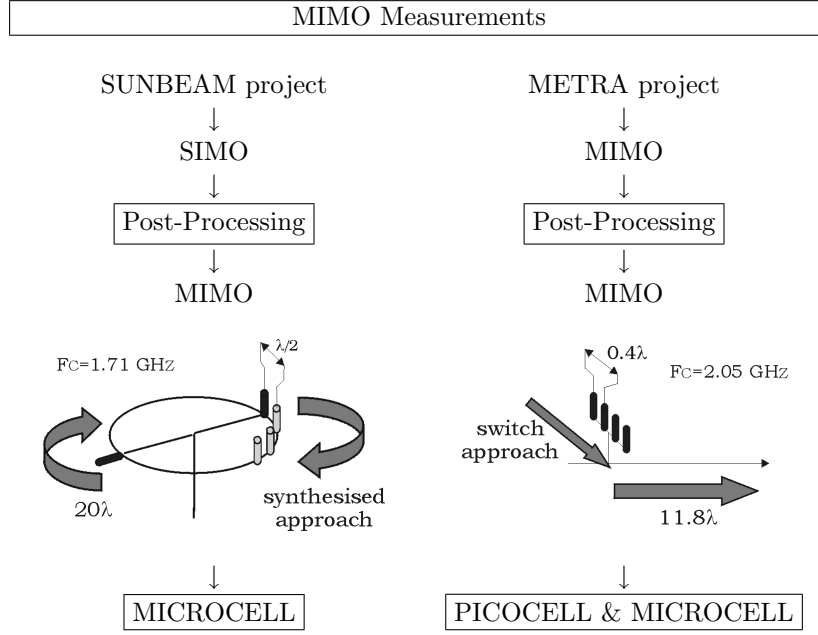 MIMO Measurements
SUNBEAM project
↓
SIMO
↓
Post-Processing
↓
MIMO
FC=1.71 GHZ
λ/2
20λ
synthesised
approach
↓
MICROCELL
METRA project
↓
MIMO
↓
Post-Processing
↓
MIMO
0.4λ
FC=2.05 GHZ
switch
approach
11.8λ
↓
PICOCELL & MICROCELL